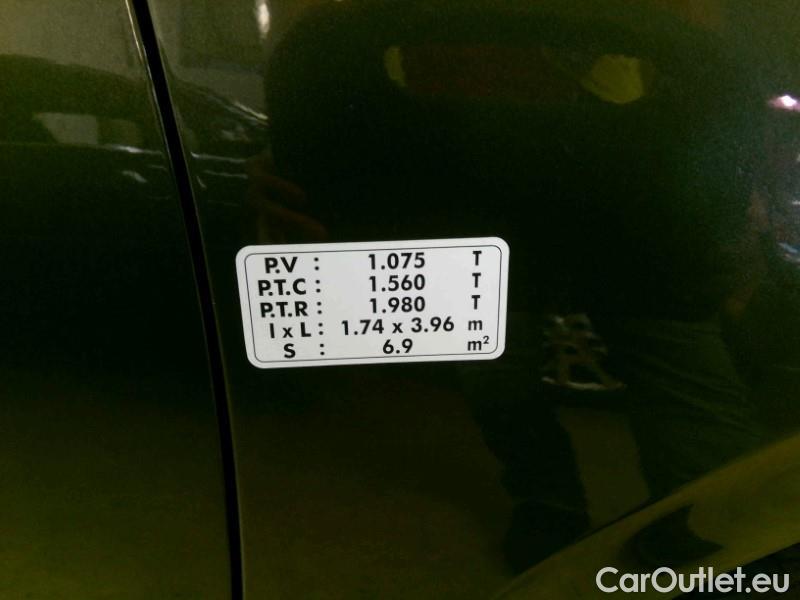 P.V : 1.075 T
P.T.C : 1.560 T
P.T.R : 1.980 T
l x L : 1.74 x 3.96 m
S : 6.9 m²
CarOutlet.eu